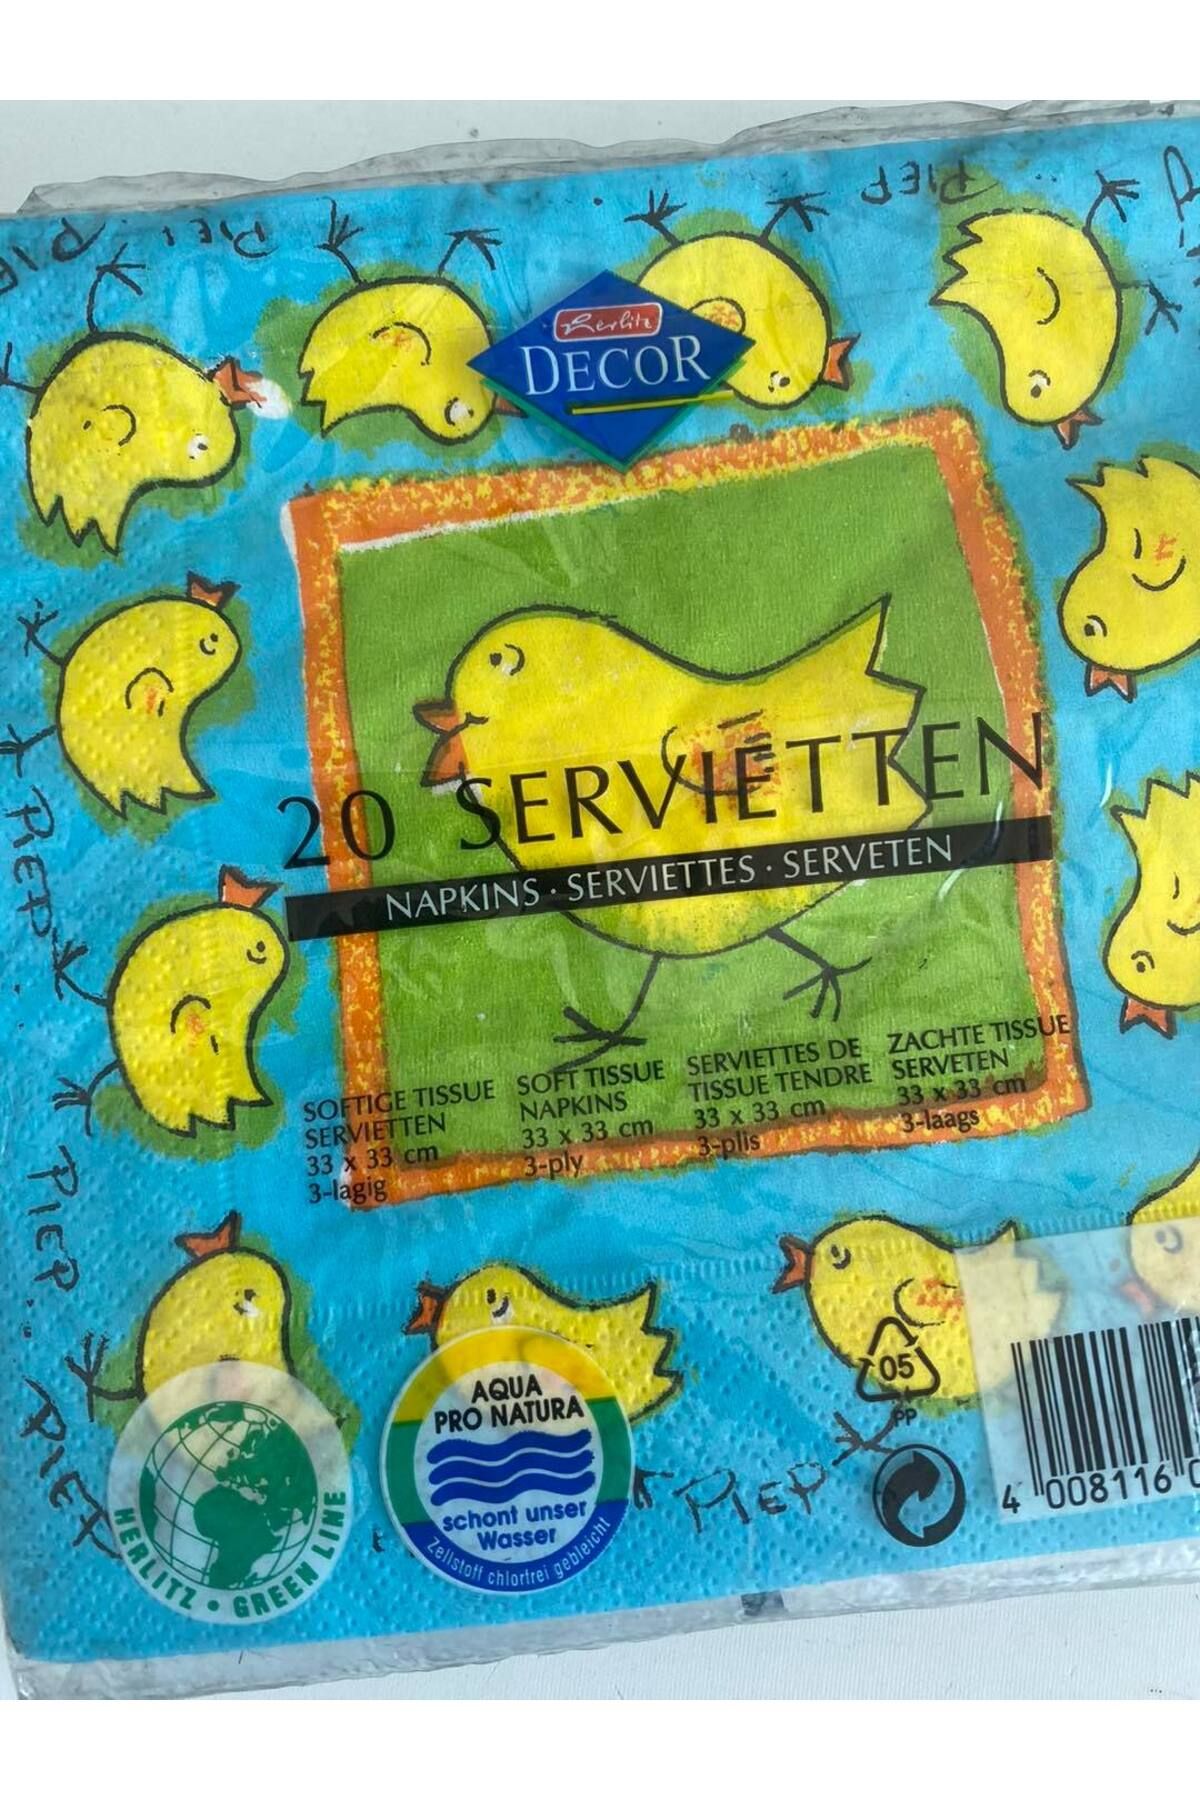 PIEP
Herlitz
DECOR
20 SERVIETTEN
NAPKINS · SERVIETTES · SERVETEN
SOFTIGE TISSUE
SERVIETTEN
33 x 33 cm
3-lagig
SOFT TISSUE
NAPKINS
33 x 33 cm
3-ply
SERVIETTES DE
TISSUE TENDRE
33 x 33 cm
3-plis
ZACHTE TISSUE
SERVETEN
33 x 33 cm
3-laags
PIEP
PIEP..
PIEP
PIEP
HERLITZ • GREEN LINE
AQUA
PRO NATURA
schont unser
Wasser
Zellstoff chlorfrei gebleicht
05
PP
4 008116